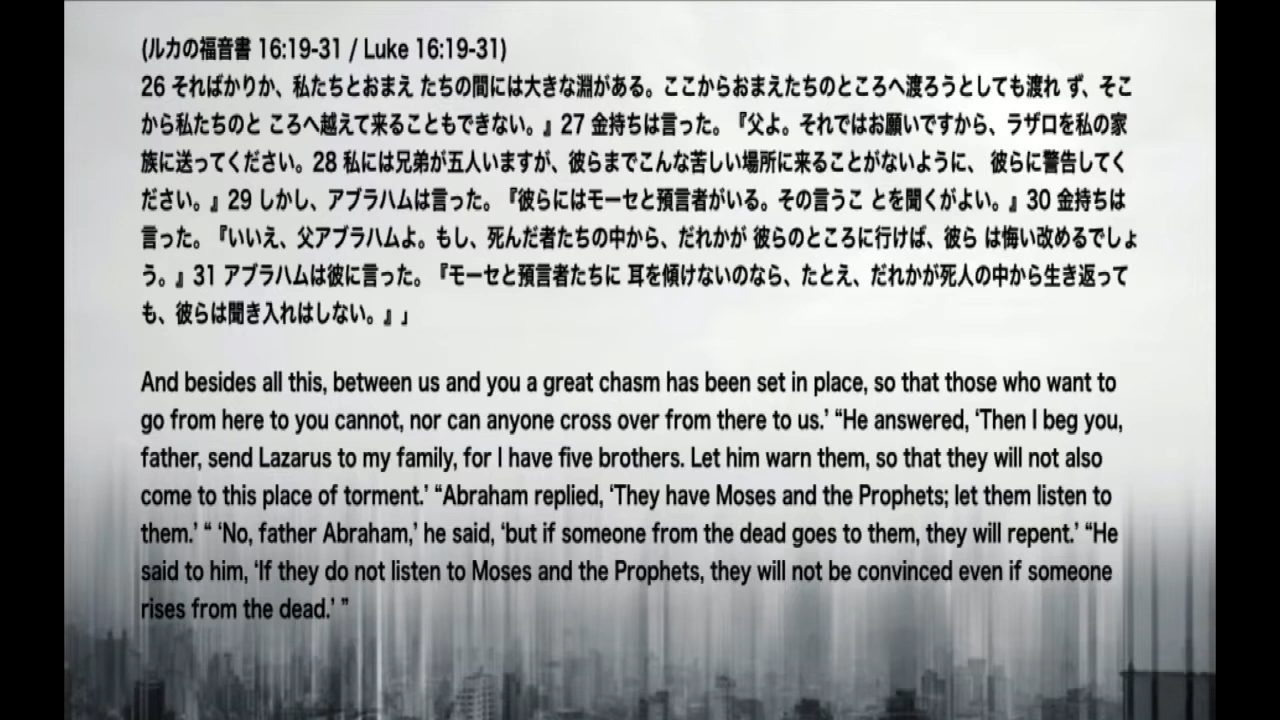 (ルカの福音書 16:19-31 / Luke 16:19-31)
26 そればかりか、私たちとおまえ たちの間には大きな淵がある。ここからおまえたちのところへ渡ろうとしても渡れ ず、そこ
から私たちのと ころへ越えて来ることもできない。』27 金持ちは言った。『父よ。それではお願いですから、ラザロを私の家
族に送ってください。28 私には兄弟が五人いますが、彼らまでこんな苦しい場所に来ることがないように、 彼らに警告してく
ださい。』29 しかし、アブラハムは言った。『彼らにはモーセと預言者がいる。その言うこ とを聞くがよい。』30 金持ちは
言った。『いいえ、父アブラハムよ。もし、死んだ者たちの中から、だれかが 彼らのところに行けば、彼ら は悔い改めるでしょ
う。』31 アブラハムは彼に言った。『モーセと預言者たちに 耳を傾けないのなら、たとえ、だれかが死人の中から生き返って
も、彼らは聞き入れはしない。』」
And besides all this, between us and you a great chasm has been set in place, so that those who want to
go from here to you cannot, nor can anyone cross over from there to us.’ “He answered, ‘Then I beg you,
father, send Lazarus to my family, for I have five brothers. Let him warn them, so that they will not also
come to this place of torment.’ “Abraham replied, ‘They have Moses and the Prophets; let them listen to
them.’ “ ‘No, father Abraham,’ he said, ‘but if someone from the dead goes to them, they will repent.’ “He
said to him, ‘If they do not listen to Moses and the Prophets, they will not be convinced even if someone
rises from the dead.’ ”